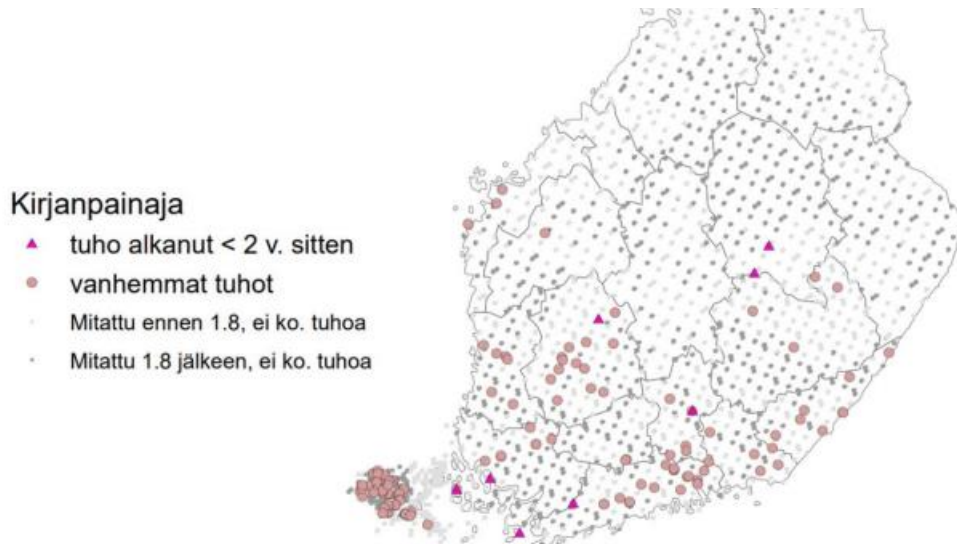 Kirjanpainaja
tuho alkanut < 2 v. sitten
vanhemmat tuhot
Mitattu ennen 1.8, ei ko. tuhoa
Mitattu 1.8 jälkeen, ei ko. tuhoa